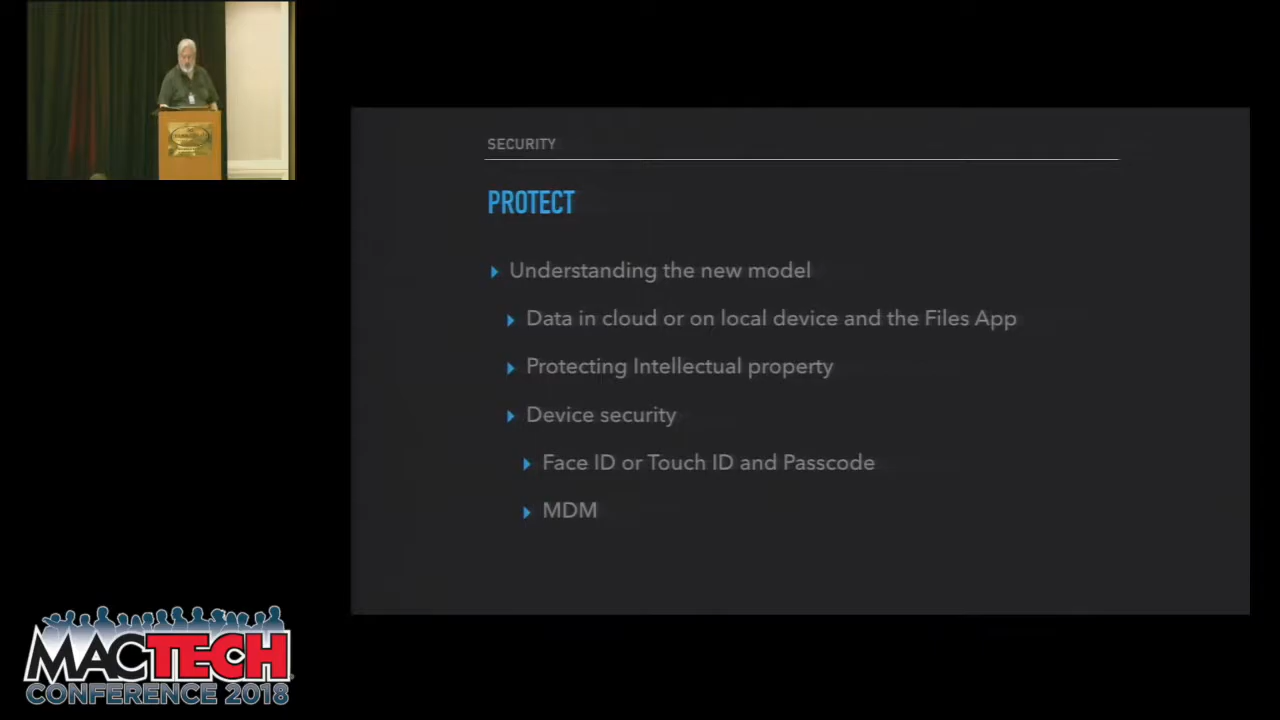 SECURITY
PROTECT
Understanding the new model
Data in cloud or on local device and the Files App
Protecting Intellectual property
Device security
Face ID or Touch ID and Passcode
MDM
MACTECH
CONFERENCE 2018